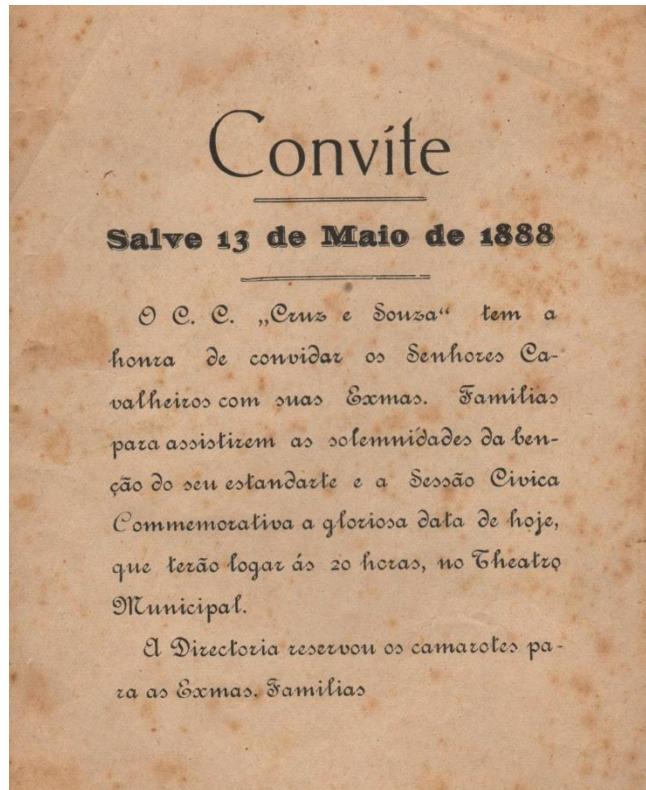 Convite
Salve 13 de Maio de 1888
O C. C. „Cruz e Souza“ tem a
honra de convidar os Senhores Ca-
valheiros com suas Exmas. Familias
para assistirem as solemnidades da ben-
ção do seu estandarte e a Sessão Civica
Commemorativa a gloriosa data de hoje,
que terão logar ás 20 horas, no Theatro
Municipal.
A Directoria reservou os camarotes pa-
ra as Exmas. Familias